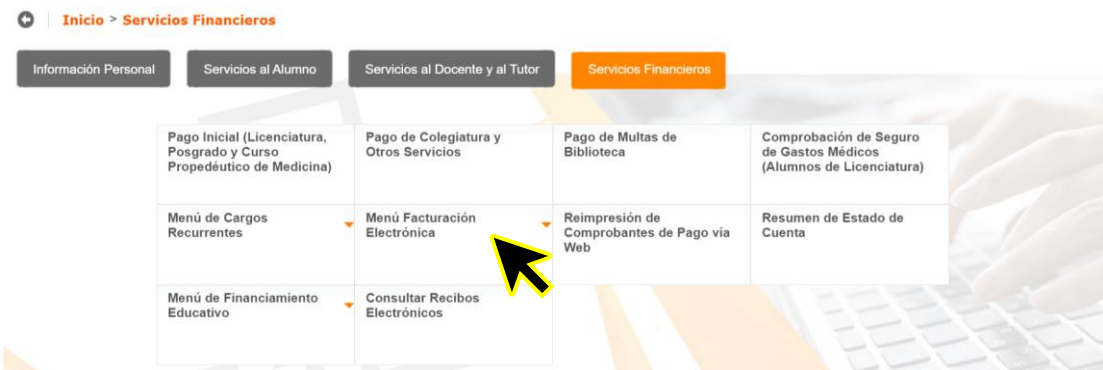 Inicio > Servicios Financieros
Información Personal
Servicios al Alumno
Servicios al Docente y al Tutor
Servicios Financieros
Pago Inicial (Licenciatura,
Posgrado y Curso
Propedéutico de Medicina)
Pago de Colegiatura y
Otros Servicios
Pago de Multas de
Biblioteca
Comprobación de Seguro
de Gastos Médicos
(Alumnos de Licenciatura)
Menú de Cargos
Recurrentes
Menú Facturación
Electrónica
Reimpresión de
Comprobantes de Pago vía
Web
Resumen de Estado de
Cuenta
Menú de Financiamiento
Educativo
Consultar Recibos
Electrónicos